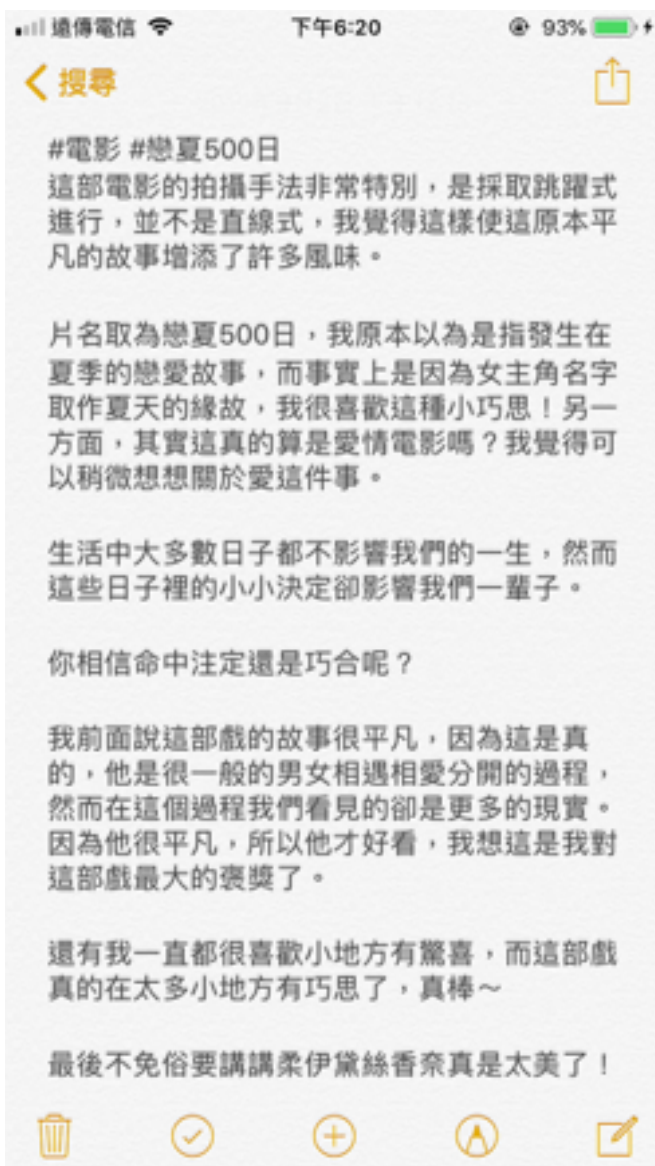 遠傳電信 下午6:20 93%
搜尋
#電影 #戀夏500日
這部電影的拍攝手法非常特別，是採取跳躍式
進行，並不是直線式，我覺得這樣使這原本平
凡的故事增添了許多風味。
片名取為戀夏500日，我原本以為是指發生在
夏季的戀愛故事，而事實上是因為女主角名字
取作夏天的緣故，我很喜歡這種小巧思！另一
方面，其實這真的算是愛情電影嗎？我覺得可
以稍微想想關於愛這件事。
生活中大多數日子都不影響我們的一生，然而
這些日子裡的小小決定卻影響我們一輩子。
你相信命中注定還是巧合呢？
我前面說這部戲的故事很平凡，因為這是真
的，他是很一般的男女相遇相愛分開的過程，
然而在這個過程我們看見的卻是更多的現實。
因為他很平凡，所以他才好看，我想這是我對
這部戲最大的褒獎了。
還有我一直都很喜歡小地方有驚喜，而這部戲
真的在太多小地方有巧思了，真棒～
最後不免俗要講講柔伊黛絲香奈真是太美了！